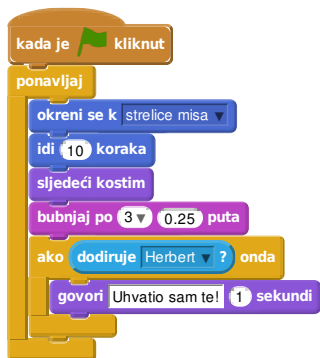 kada je kliknut
ponavljaj
okreni se k strelice misa
idi 10 koraka
sljedeći kostim
bubnjaj po 3 0.25 puta
ako dodiruje Herbert ? onda
govori Uhvatio sam te! 1 sekundi